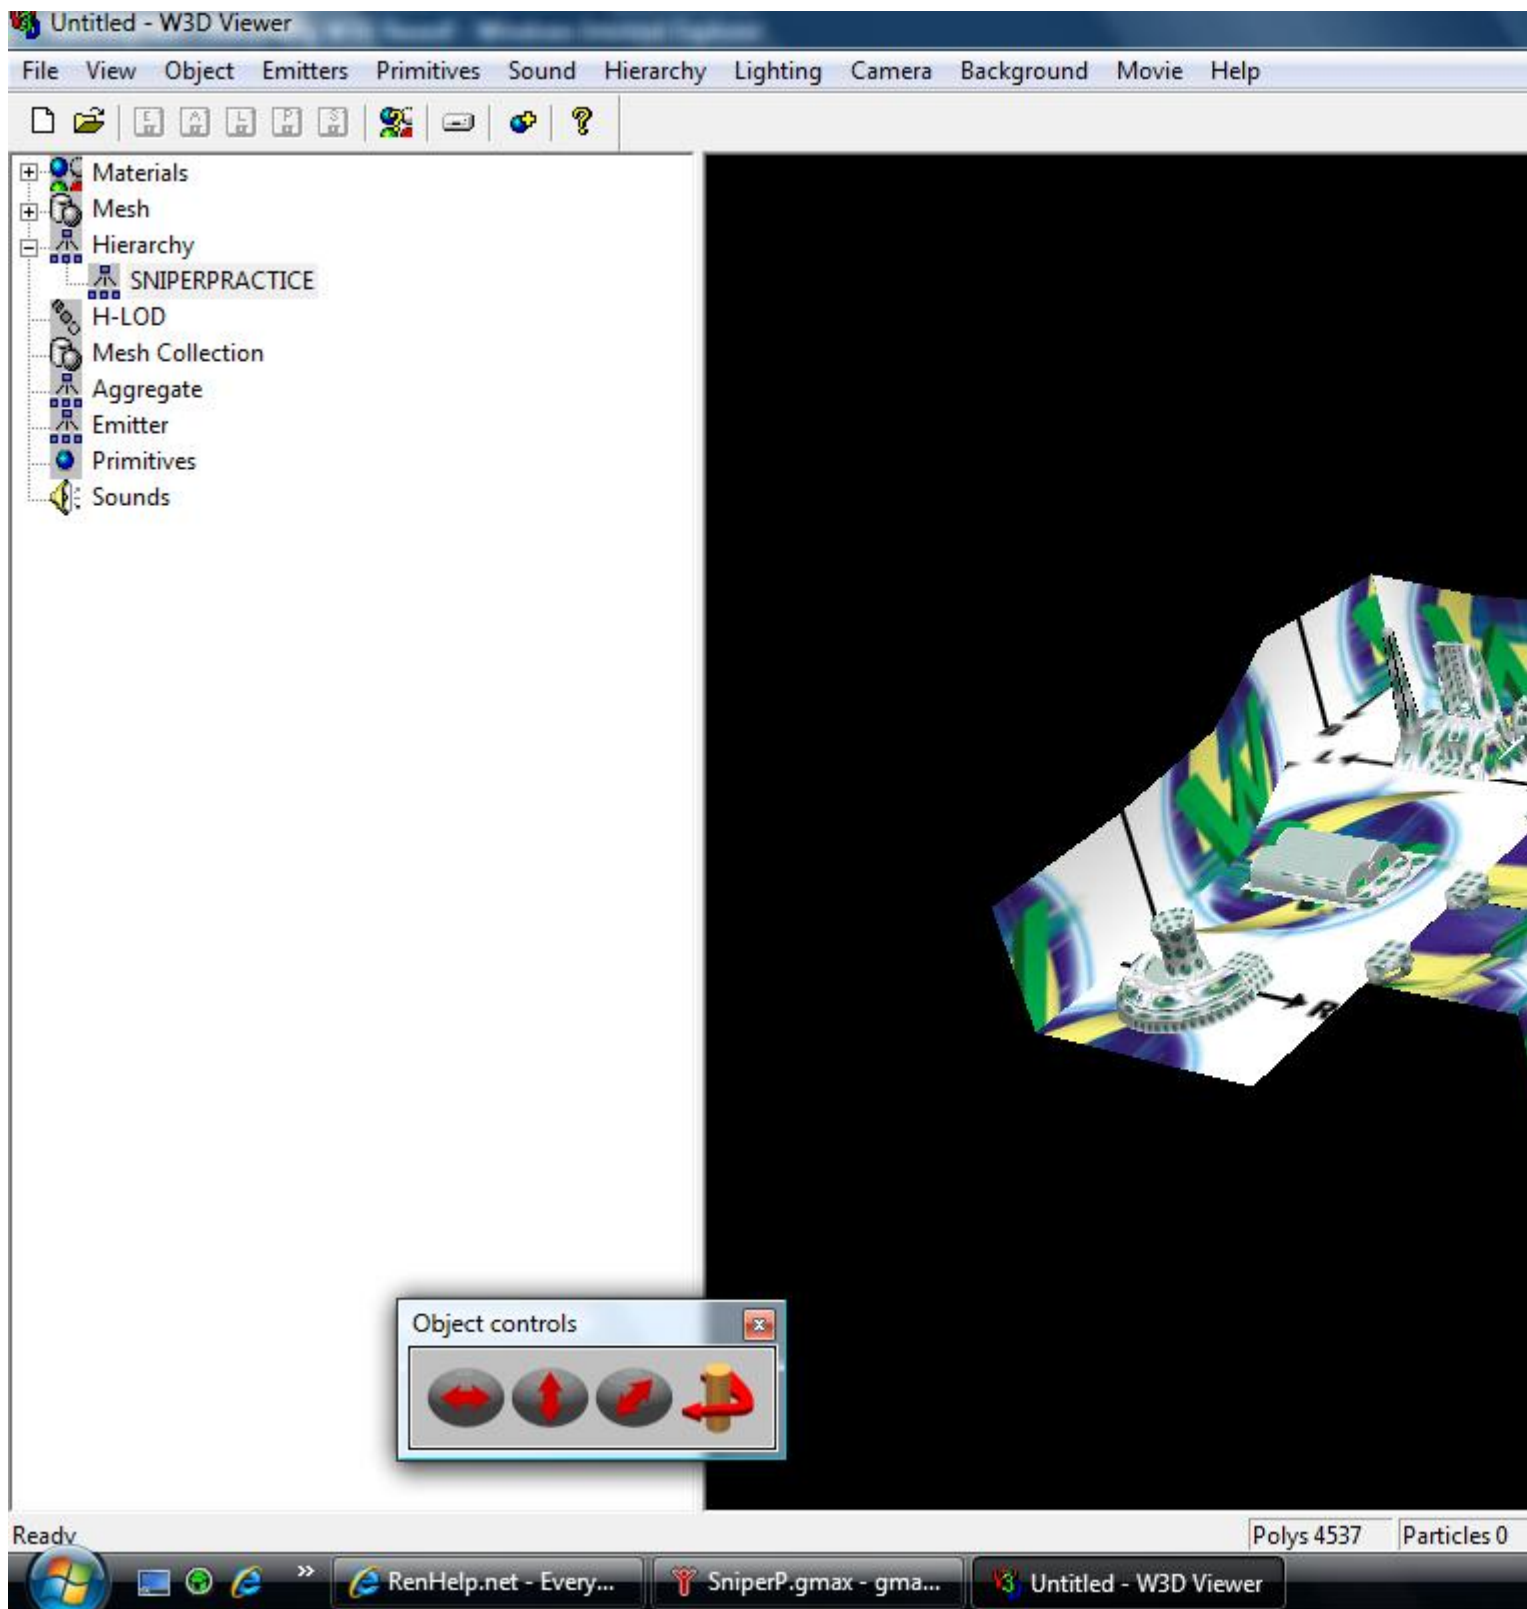 Untitled - W3D Viewer
File View Object Emitters Primitives Sound Hierarchy Lighting Camera Background Movie Help
Materials
Mesh
Hierarchy
SNIPERPRACTICE
H-LOD
Mesh Collection
Aggregate
Emitter
Primitives
Sounds
Object controls
Ready
Polys 4537
Particles 0
RenHelp.net - Every...
SniperP.gmax - gma...
Untitled - W3D Viewer